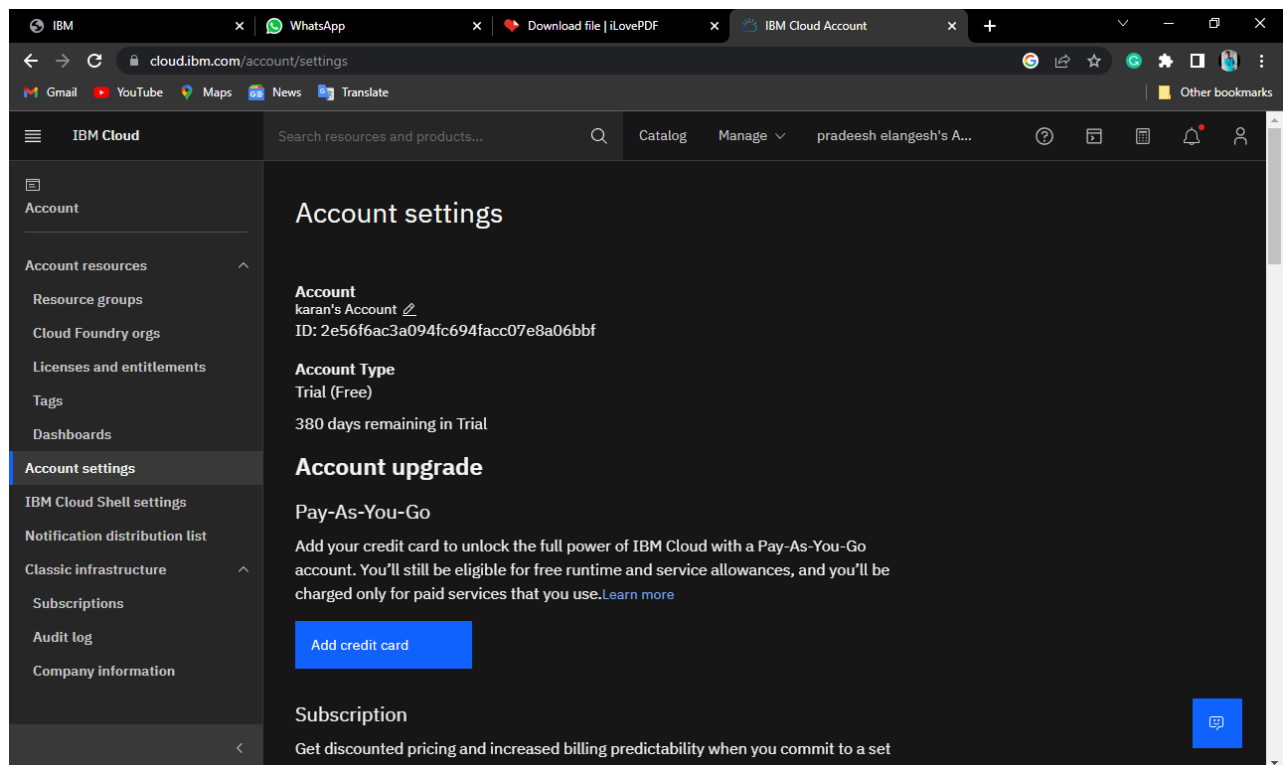 IBM
WhatsApp
Download file | iLovePDF
IBM Cloud Account
cloud.ibm.com/account/settings
Gmail
YouTube
Maps
News
Translate
Other bookmarks
IBM Cloud
Search resources and products...
Catalog
Manage
pradeesh elangesh's A...
Account
Account resources
Resource groups
Cloud Foundry orgs
Licenses and entitlements
Tags
Dashboards
Account settings
IBM Cloud Shell settings
Notification distribution list
Classic infrastructure
Subscriptions
Audit log
Company information
Account settings
Account
karan's Account
ID: 2e56f6ac3a094fc694facc07e8a06bbf
Account Type
Trial (Free)
380 days remaining in Trial
Account upgrade
Pay-As-You-Go
Add your credit card to unlock the full power of IBM Cloud with a Pay-As-You-Go
account. You’ll still be eligible for free runtime and service allowances, and you’ll be
charged only for paid services that you use.Learn more
Add credit card
Subscription
Get discounted pricing and increased billing predictability when you commit to a set